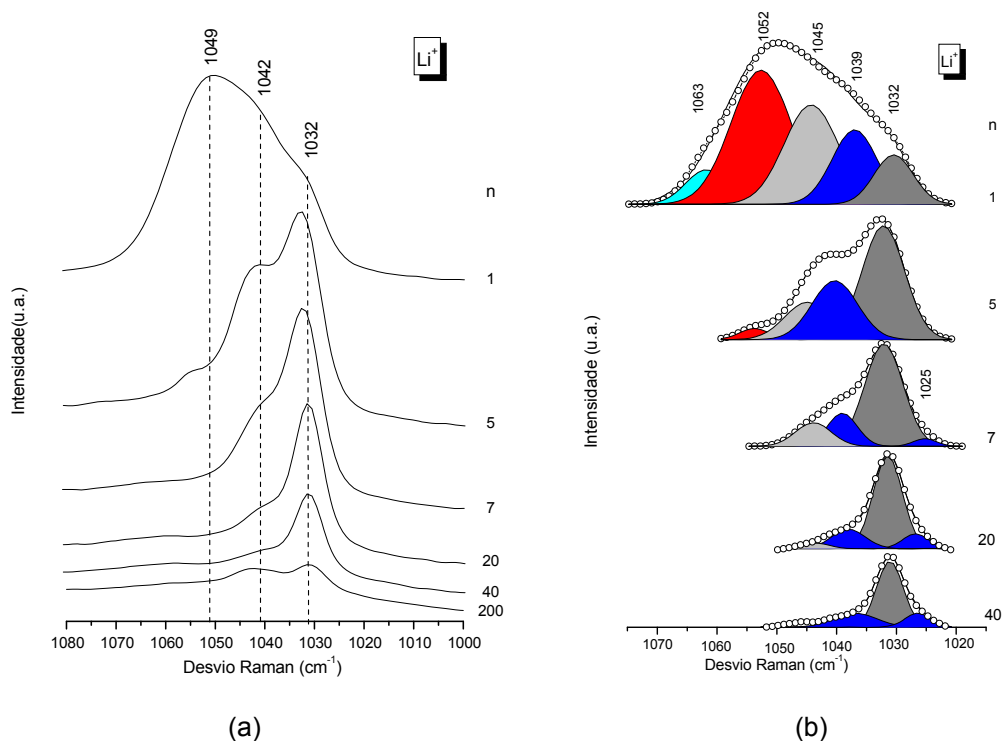 1049
1042
1032
Li+
n
1
5
7
20
40
200
Intensidade(u.a.)
1080 1070 1060 1050 1040 1030 1020 1010 1000
Desvio Raman (cm-1)
(a)
1063
1052
1045
1039
1032
Li+
n
1
5
1025
7
20
40
Intensidade (u.a.)
1070 1060 1050 1040 1030 1020
Desvio Raman (cm-1)
(b)